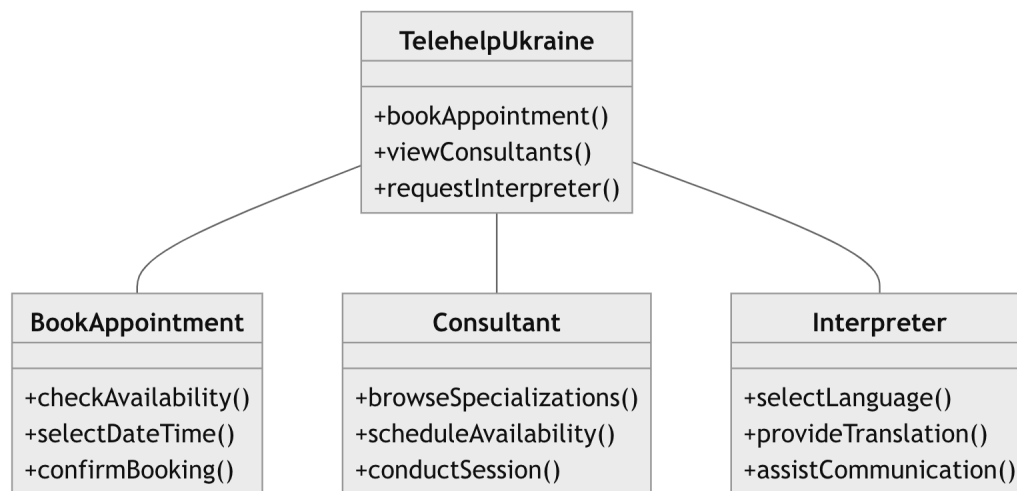 TelehelpUkraine
+bookAppointment()
+viewConsultants()
+requestInterpreter()
BookAppointment
+checkAvailability()
+selectDateTime()
+confirmBooking()
Consultant
+browseSpecializations()
+scheduleAvailability()
+conductSession()
Interpreter
+selectLanguage()
+provideTranslation()
+assistCommunication()